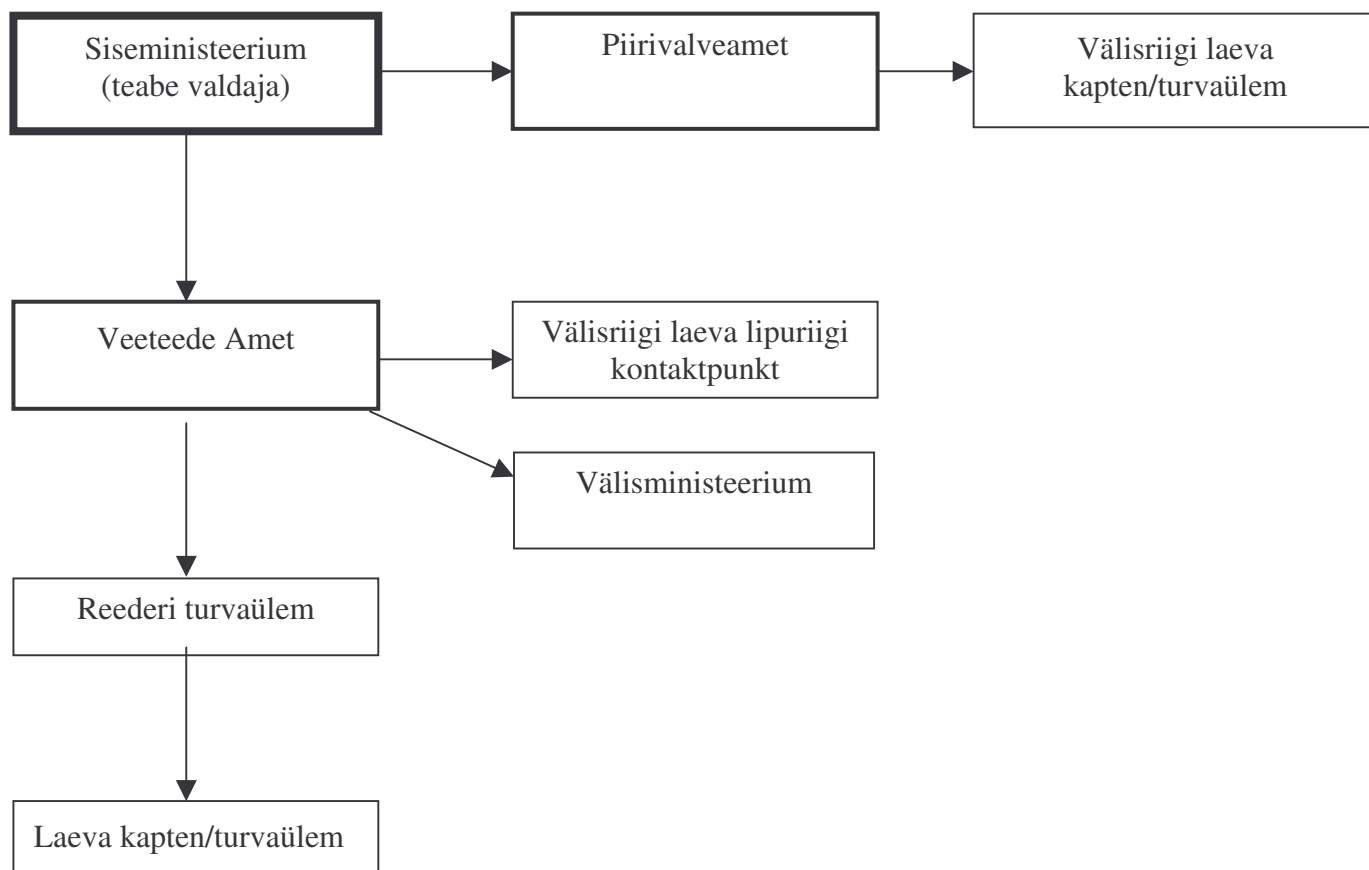 Siseministeerium
(teabe valdaja)
Piirivalveamet
Välisriigi laeva
kapten/turvaülem
Veeteede Amet
Välisriigi laeva lipuriigi
kontaktpunkt
Välisministeerium
Reederi turvaülem
Laeva kapten/turvaülem